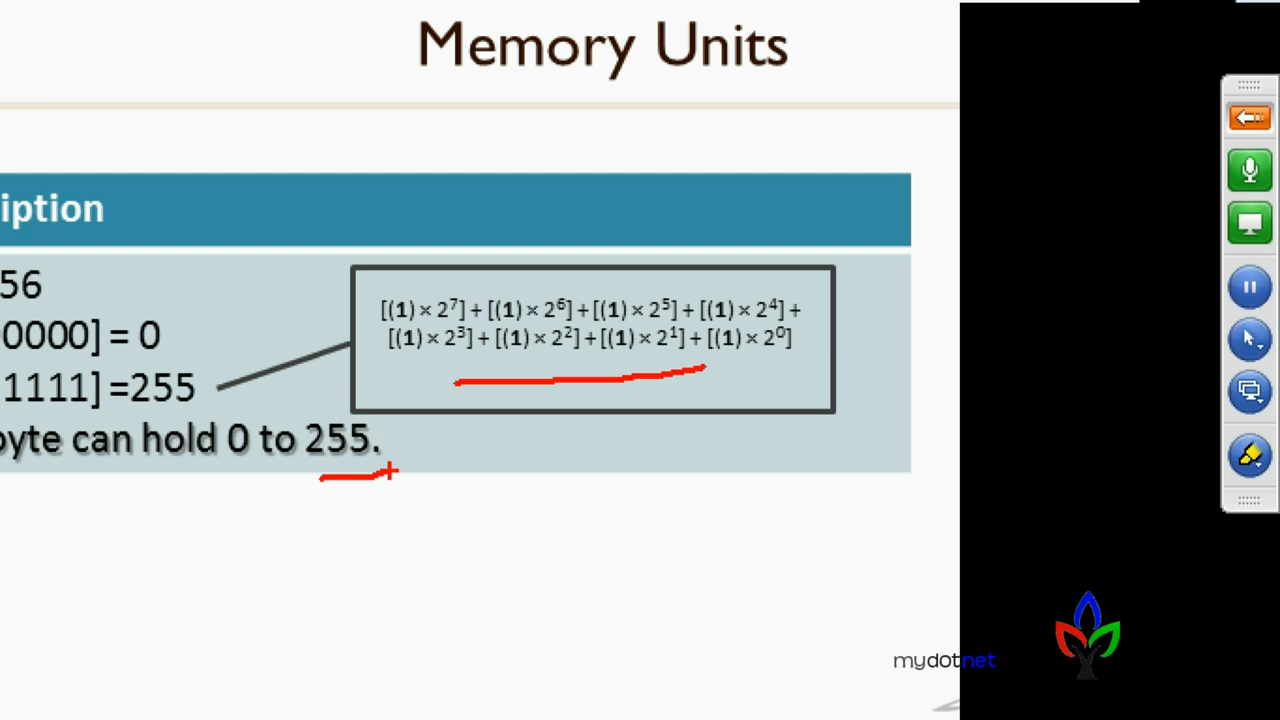 Memory Units
iption
56
0000] = 0
1111] =255
byte can hold 0 to 255.
[(1) × 2⁷] + [(1) × 2⁶] + [(1) × 2⁵] + [(1) × 2⁴] +
[(1) × 2³] + [(1) × 2²] + [(1) × 2¹] + [(1) × 2⁰]
mydotnet